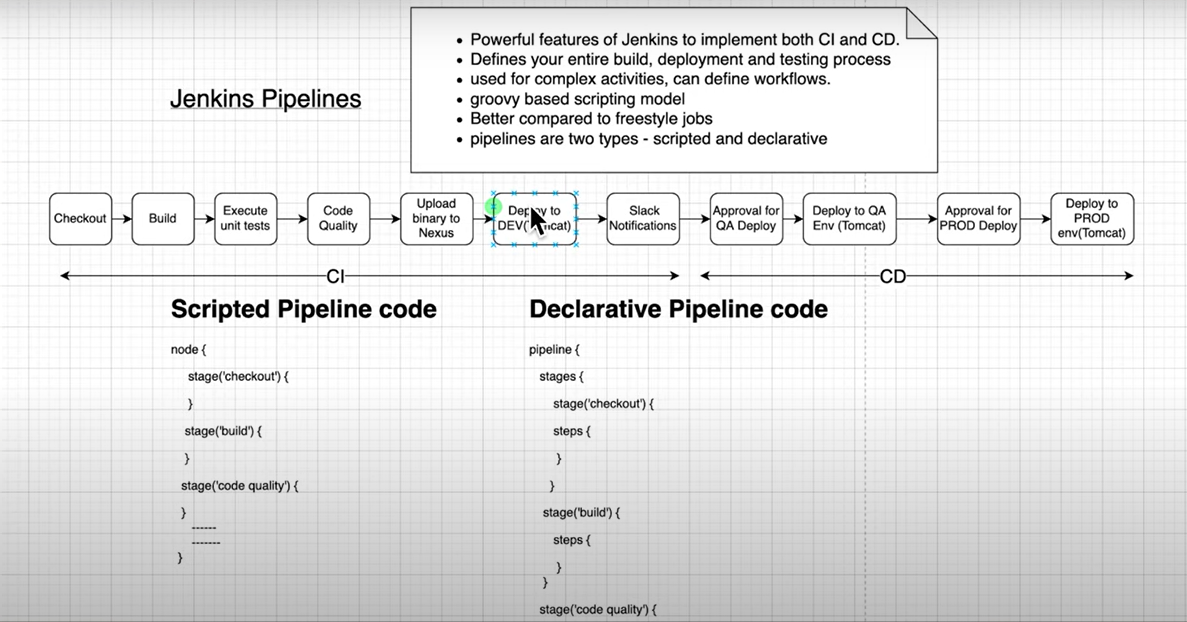 • Powerful features of Jenkins to implement both CI and CD.
• Defines your entire build, deployment and testing process
• used for complex activities, can define workflows.
• groovy based scripting model
• Better compared to freestyle jobs
• pipelines are two types - scripted and declarative
Jenkins Pipelines
Checkout
Build
Execute
unit tests
Code
Quality
Upload
binary to
Nexus
to
Slack
Notifications
Approval for
QA Deploy
Deploy to QA
Env (Tomcat)
Approval for
PROD Deploy
Deploy to
PROD
env(Tomcat)
CI
CD
Scripted Pipeline code
node {
stage('checkout') {
}
stage('build') {
}
stage('code quality') {
}
------
-------
}
Declarative Pipeline code
pipeline {
stages {
stage('checkout') {
steps {
}
}
stage('build') {
steps {
}
}
stage('code quality') {